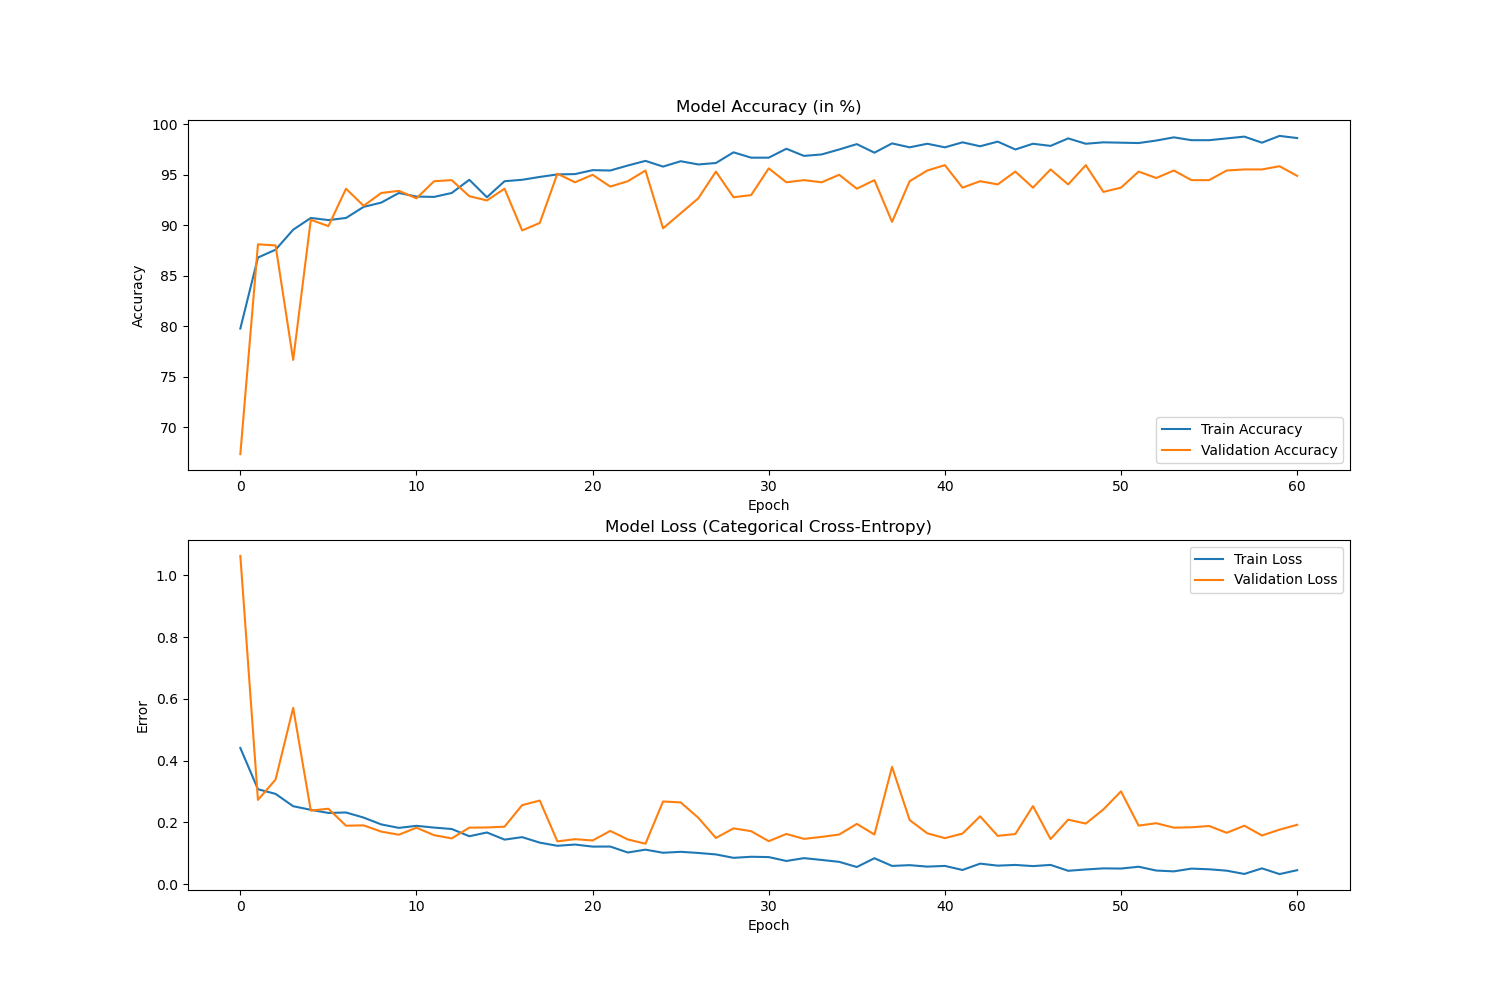 Model Accuracy (in %)
100
95
90
85
80
75
70
Accuracy
Train Accuracy
Validation Accuracy
0 10 20 30 40 50 60
Epoch
Model Loss (Categorical Cross-Entropy)
Train Loss
Validation Loss
1.0
0.8
0.6
0.4
0.2
0.0
Error
0 10 20 30 40 50 60
Epoch